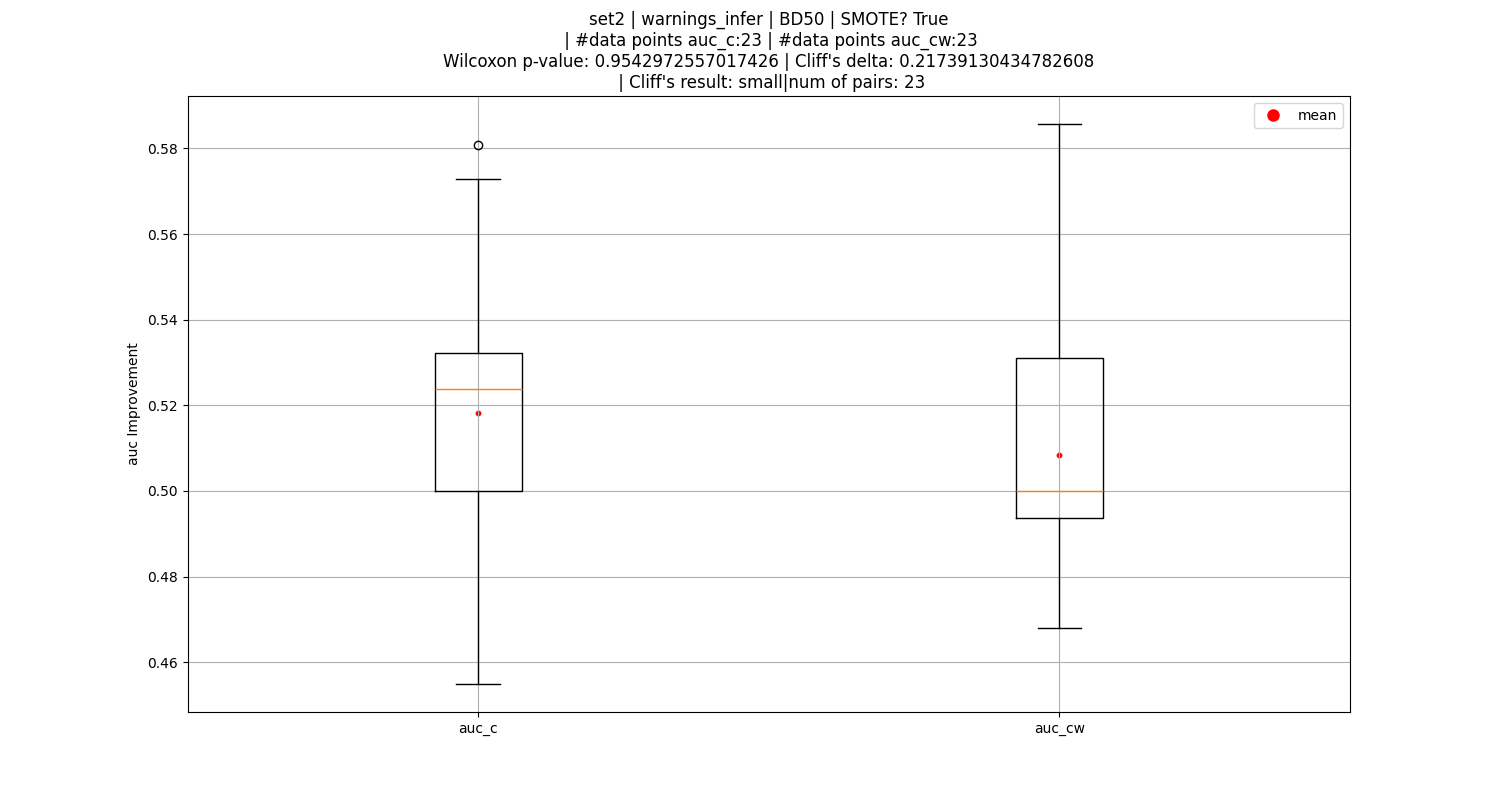 set2 | warnings_infer | BD50 | SMOTE? True
| #data points auc_c:23 | #data points auc_cw:23
Wilcoxon p-value: 0.9542972557017426 | Cliff's delta: 0.21739130434782608
| Cliff's result: small|num of pairs: 23
mean
0.58
0.56
0.54
0.52
0.50
0.48
0.46
auc Improvement
auc_c
auc_cw